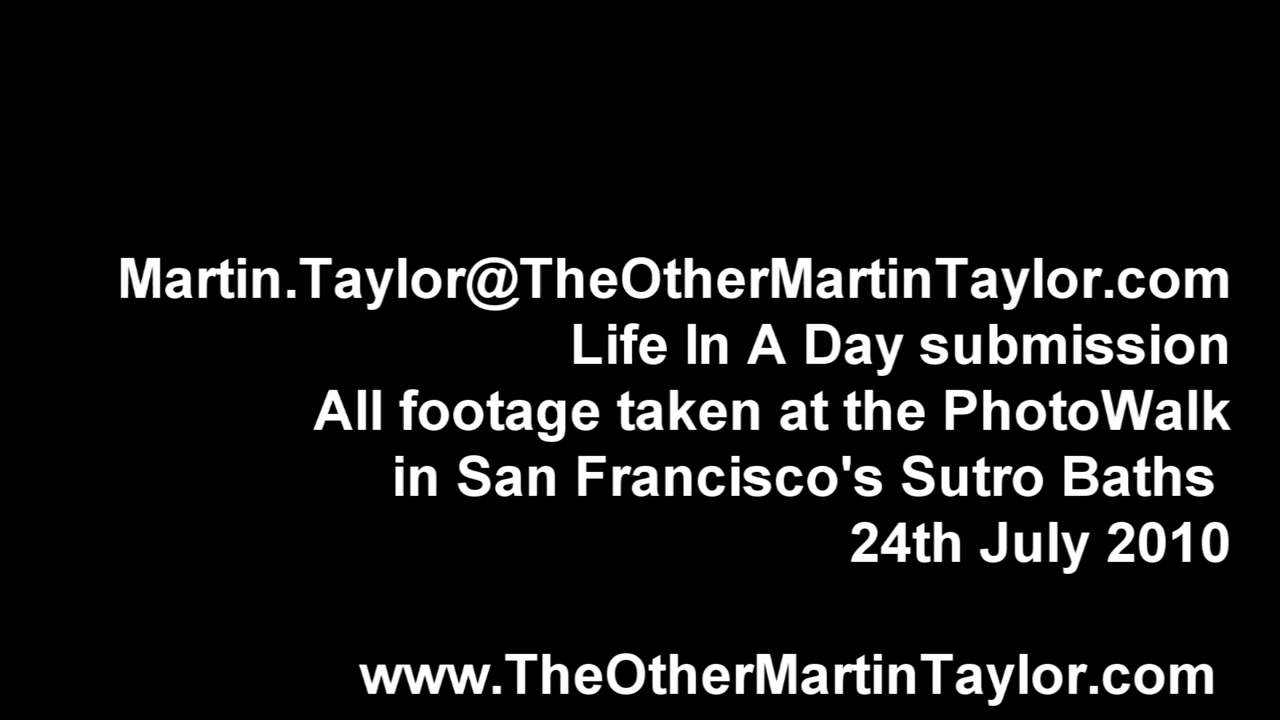 Martin.Taylor@TheOtherMartinTaylor.com
Life In A Day submission
All footage taken at the PhotoWalk
in San Francisco's Sutro Baths
24th July 2010
www.TheOtherMartinTaylor.com